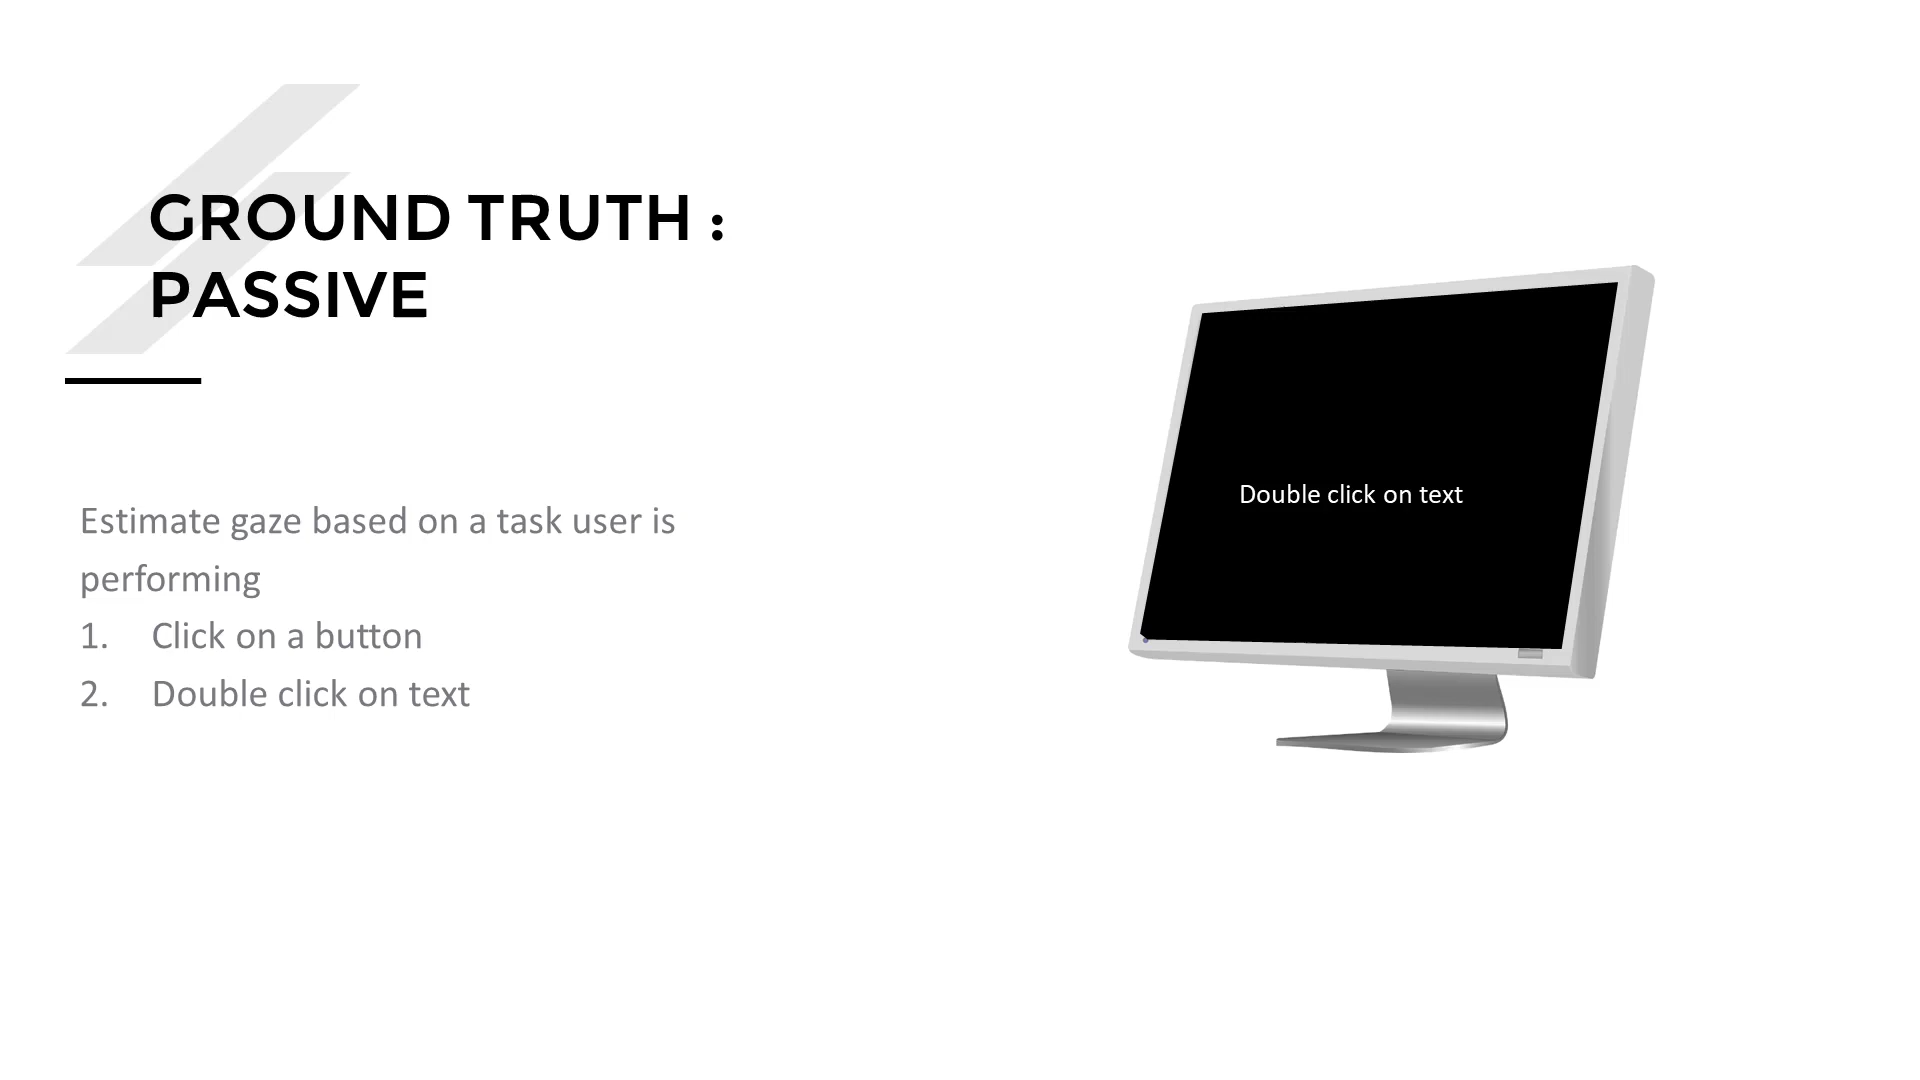 GROUND TRUTH :
PASSIVE
Estimate gaze based on a task user is
performing
1. Click on a button
2. Double click on text
Double click on text